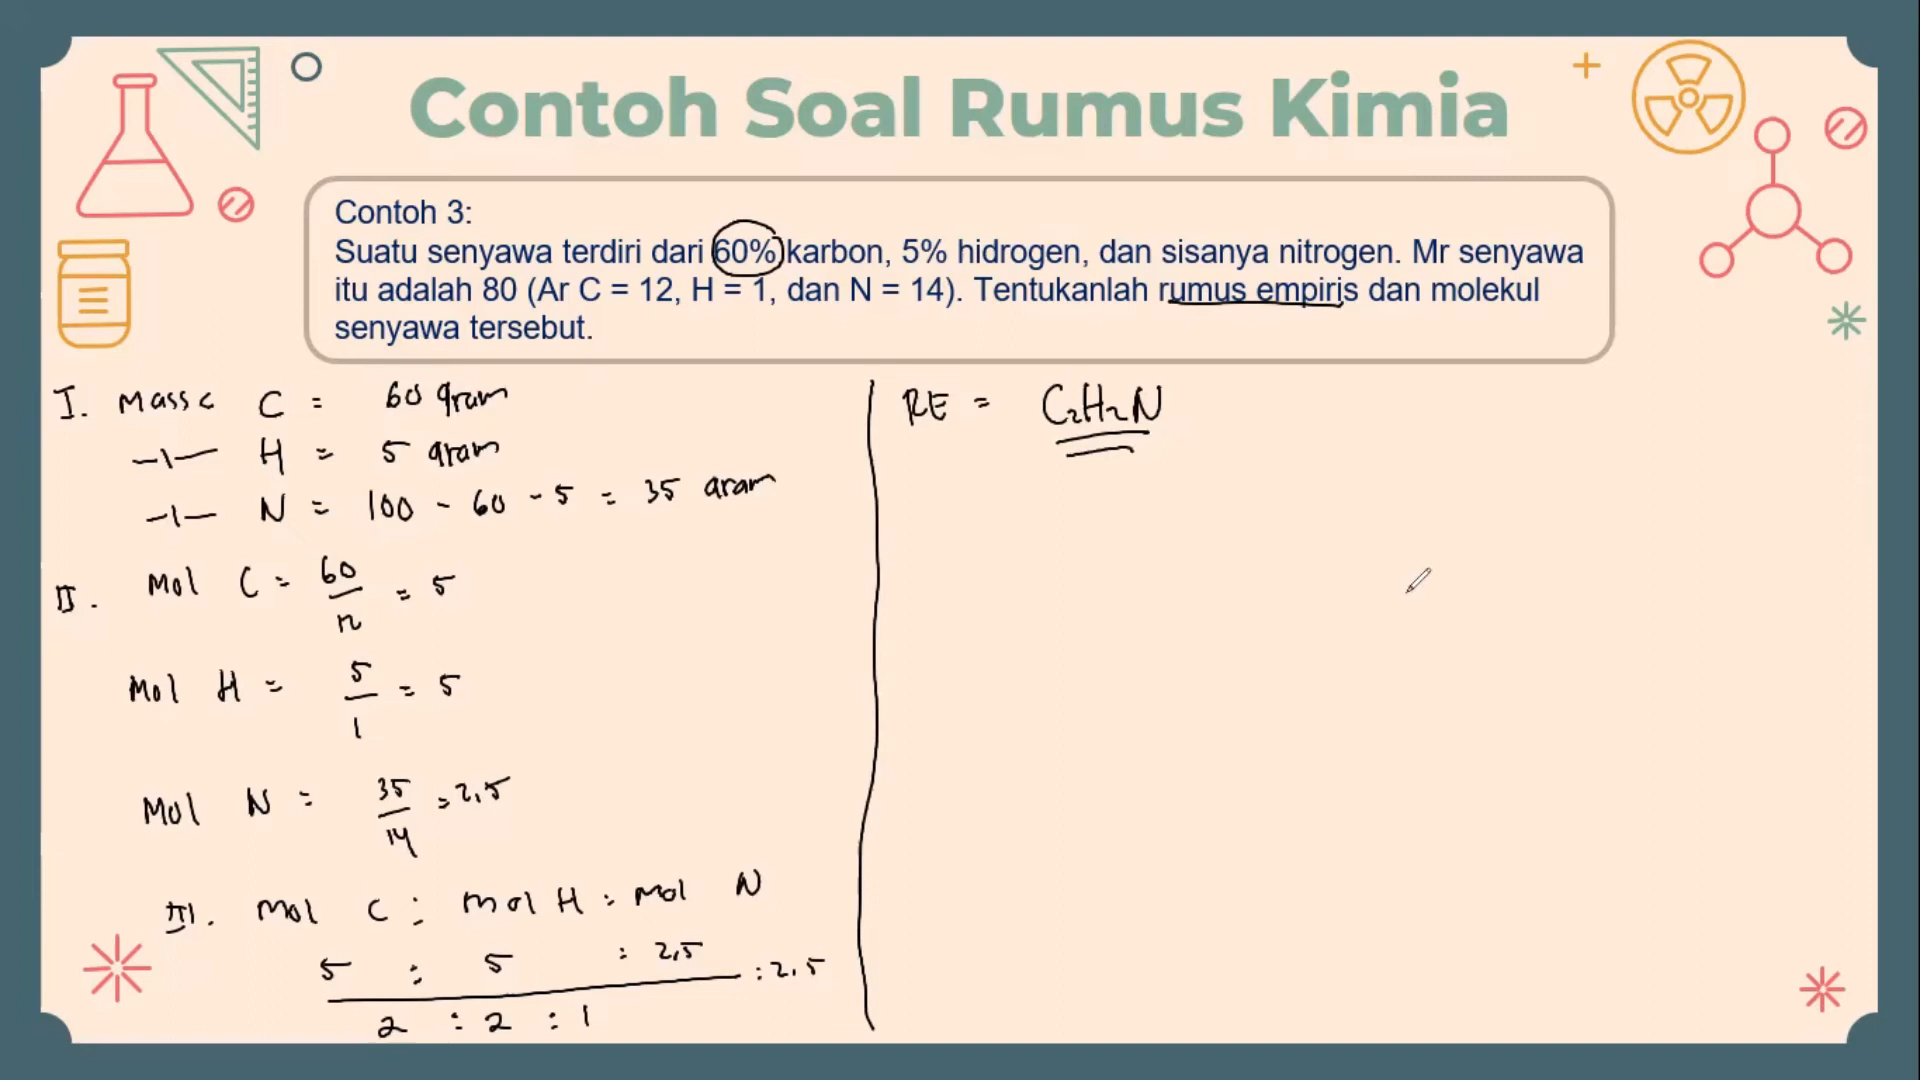 Contoh Soal Rumus Kimia
Contoh 3:
Suatu senyawa terdiri dari 60% karbon, 5% hidrogen, dan sisanya nitrogen. Mr senyawa
itu adalah 80 (Ar C = 12, H = 1, dan N = 14). Tentukanlah rumus empiris dan molekul
senyawa tersebut.
I. Massa C = 60 gram
-1- H = 5 gram
-1- N = 100 - 60 - 5 = 35 gram
II. Mol C = 60/12 = 5
Mol H = 5/1 = 5
Mol N = 35/14 = 2,5
III. Mol C : mol H : mol N
5 : 5 : 2,5 : 2,5
2 : 2 : 1
RE = C₂H₂N